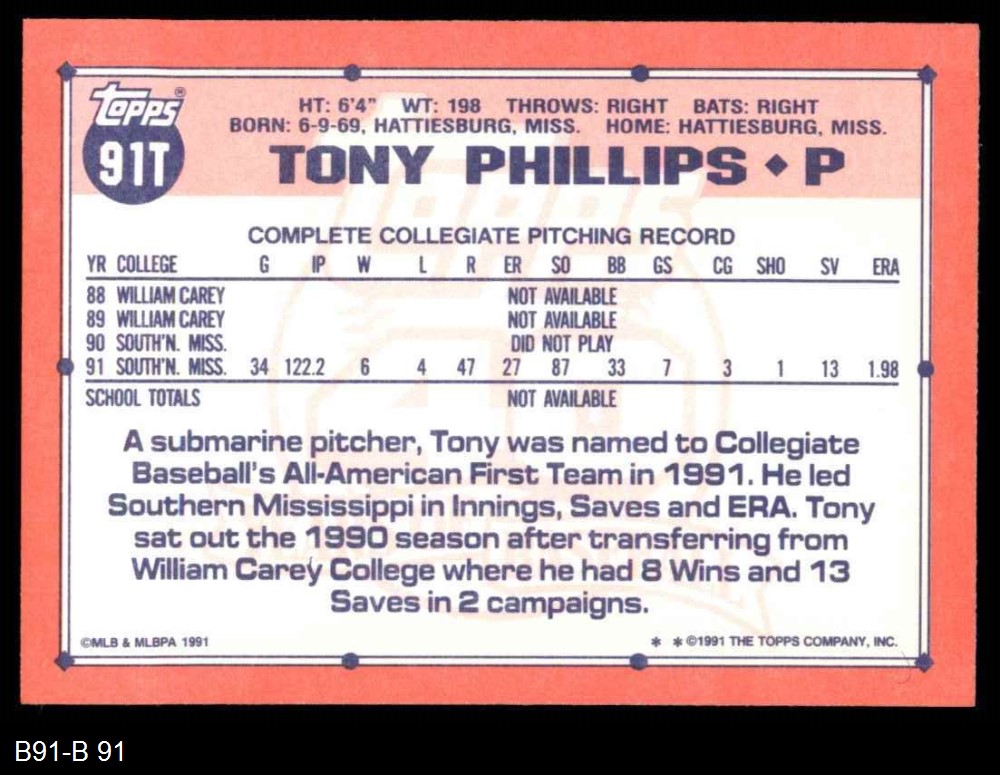 Topps®
91T
HT: 6'4" WT: 198 THROWS: RIGHT BATS: RIGHT
BORN: 6-9-69, HATTIESBURG, MISS. HOME: HATTIESBURG, MISS.
TONY PHILLIPS ♦ P
COMPLETE COLLEGIATE PITCHING RECORD
YR COLLEGE G IP W L R ER SO BB GS CG SHO SV ERA
88 WILLIAM CAREY NOT AVAILABLE
89 WILLIAM CAREY NOT AVAILABLE
90 SOUTH'N. MISS. DID NOT PLAY
91 SOUTH'N. MISS. 34 122.2 6 4 47 27 87 33 7 3 1 13 1.98
SCHOOL TOTALS NOT AVAILABLE
A submarine pitcher, Tony was named to Collegiate
Baseball's All-American First Team in 1991. He led
Southern Mississippi in Innings, Saves and ERA. Tony
sat out the 1990 season after transferring from
William Carey College where he had 8 Wins and 13
Saves in 2 campaigns.
©MLB & MLBPA 1991 * * ©1991 THE TOPPS COMPANY, INC.
B91-B 91